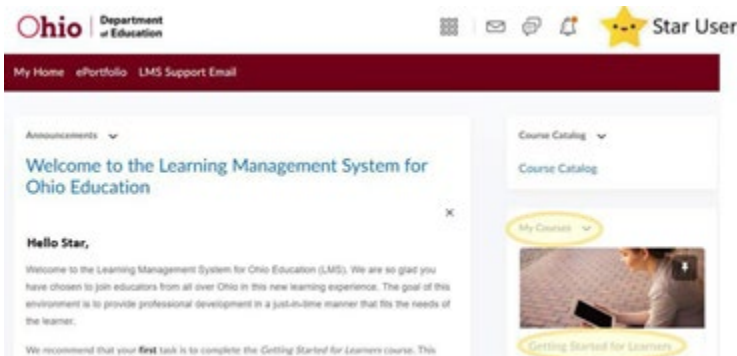 Ohio Department
of Education
Star User
My Home ePortfolio LMS Support Email
Announcements
Welcome to the Learning Management System for
Ohio Education
Hello Star,
Welcome to the Learning Management System for Ohio Education (LMS). We are so glad you
have chosen to join educators from all over Ohio in this new learning experience. The goal of this
environment is to provide professional development in a just-in-time manner that fits the needs of
the learner.
We recommend that your first task is to complete the Getting Started for Learners course. This
Course Catalog
Course Catalog
My Courses
Getting Started for Learners